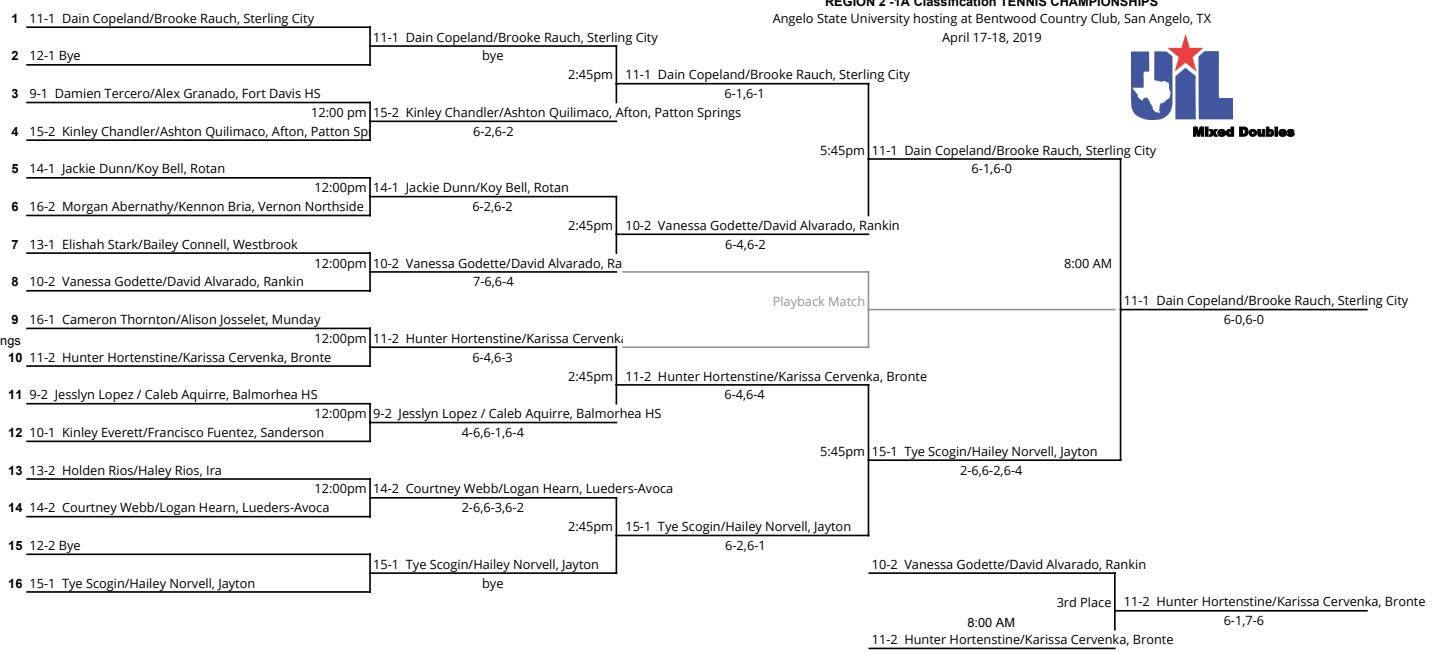 REGION 2 -1A Classification TENNIS CHAMPIONSHIPS
Angelo State University hosting at Bentwood Country Club, San Angelo, TX
April 17-18, 2019
UIL
Mixed Doubles
1 11-1 Dain Copeland/Brooke Rauch, Sterling City
11-1 Dain Copeland/Brooke Rauch, Sterling City
2 12-1 Bye
bye
2:45pm 11-1 Dain Copeland/Brooke Rauch, Sterling City
6-1,6-1
3 9-1 Damien Tercero/Alex Granado, Fort Davis HS
12:00 pm 15-2 Kinley Chandler/Ashton Quilimaco, Afton, Patton Springs
4 15-2 Kinley Chandler/Ashton Quilimaco, Afton, Patton Spr
6-2,6-2
5:45pm 11-1 Dain Copeland/Brooke Rauch, Sterling City
6-1,6-0
5 14-1 Jackie Dunn/Koy Bell, Rotan
12:00pm 14-1 Jackie Dunn/Koy Bell, Rotan
6 16-2 Morgan Abernathy/Kennon Bria, Vernon Northside
6-2,6-2
2:45pm 10-2 Vanessa Godette/David Alvarado, Rankin
6-4,6-2
7 13-1 Elishah Stark/Bailey Connell, Westbrook
12:00pm 10-2 Vanessa Godette/David Alvarado, Ra
8:00 AM
8 10-2 Vanessa Godette/David Alvarado, Rankin
7-6,6-4
Playback Match
11-1 Dain Copeland/Brooke Rauch, Sterling City
6-0,6-0
9 16-1 Cameron Thornton/Alison Josselet, Munday
ngs
12:00pm 11-2 Hunter Hortenstine/Karissa Cervenka
10 11-2 Hunter Hortenstine/Karissa Cervenka, Bronte
6-4,6-3
2:45pm 11-2 Hunter Hortenstine/Karissa Cervenka, Bronte
6-4,6-4
11 9-2 Jesslyn Lopez / Caleb Aquirre, Balmorhea HS
12:00pm 9-2 Jesslyn Lopez / Caleb Aquirre, Balmorhea HS
12 10-1 Kinley Everett/Francisco Fuentez, Sanderson
4-6,6-1,6-4
5:45pm 15-1 Tye Scogin/Hailey Norvell, Jayton
2-6,6-2,6-4
13 13-2 Holden Rios/Haley Rios, Ira
12:00pm 14-2 Courtney Webb/Logan Hearn, Lueders-Avoca
14 14-2 Courtney Webb/Logan Hearn, Lueders-Avoca
2-6,6-3,6-2
2:45pm 15-1 Tye Scogin/Hailey Norvell, Jayton
6-2,6-1
15 12-2 Bye
15-1 Tye Scogin/Hailey Norvell, Jayton
16 15-1 Tye Scogin/Hailey Norvell, Jayton
bye
10-2 Vanessa Godette/David Alvarado, Rankin
3rd Place 11-2 Hunter Hortenstine/Karissa Cervenka, Bronte
8:00 AM
6-1,7-6
11-2 Hunter Hortenstine/Karissa Cervenka, Bronte